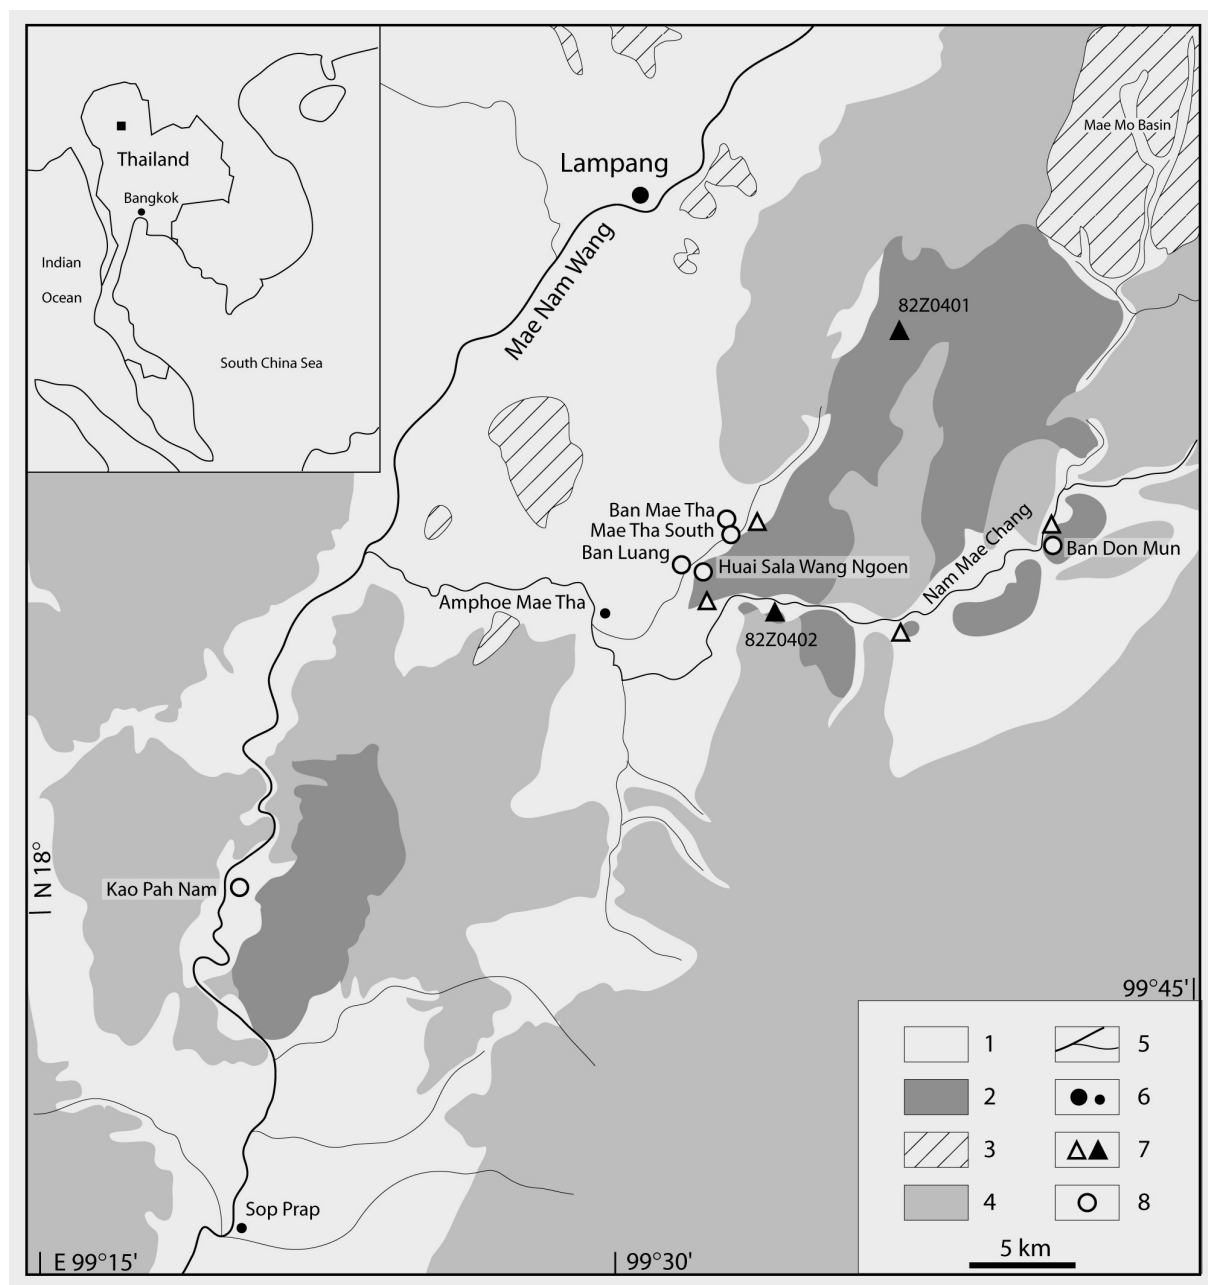 Mae Mo Basin
Lampang
Thailand
Bangkok
Mae Nam Wang
Indian
Ocean
82Z0401
South China Sea
Ban Mae Tha
Mae Tha South
Ban Luang
Nam Mae Chang
Ban Don Mun
Huai Sala Wang Ngoen
Amphoe Mae Tha
82Z0402
N 18°
Kao Pah Nam
99°45'
1
5
2
6
3
7
4
8
Sop Prap
5 km
E 99°15'
99°30'